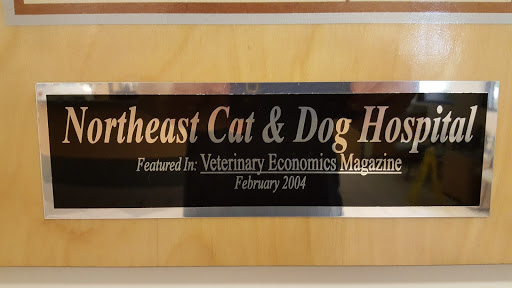 Northeast Cat & Dog Hospital
Featured In: Veterinary Economics Magazine
February 2004